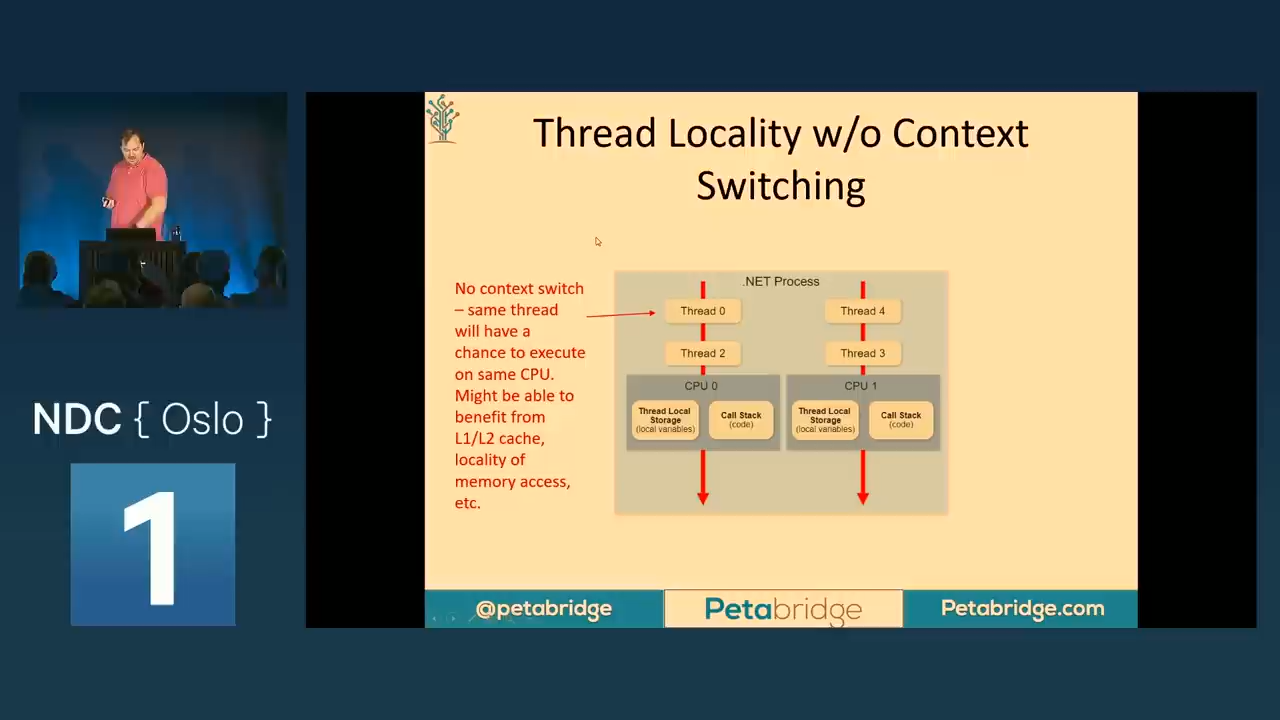 Thread Locality w/o Context
Switching
No context switch
– same thread
will have a
chance to execute
on same CPU.
Might be able to
benefit from
L1/L2 cache,
locality of
memory access,
etc.
.NET Process
Thread 0
Thread 4
Thread 2
Thread 3
CPU 0
CPU 1
Thread Local
Storage
(local variables)
Call Stack
(code)
Thread Local
Storage
(local variables)
Call Stack
(code)
NDC { Oslo }
1
@petabridge
Petabridge
Petabridge.com